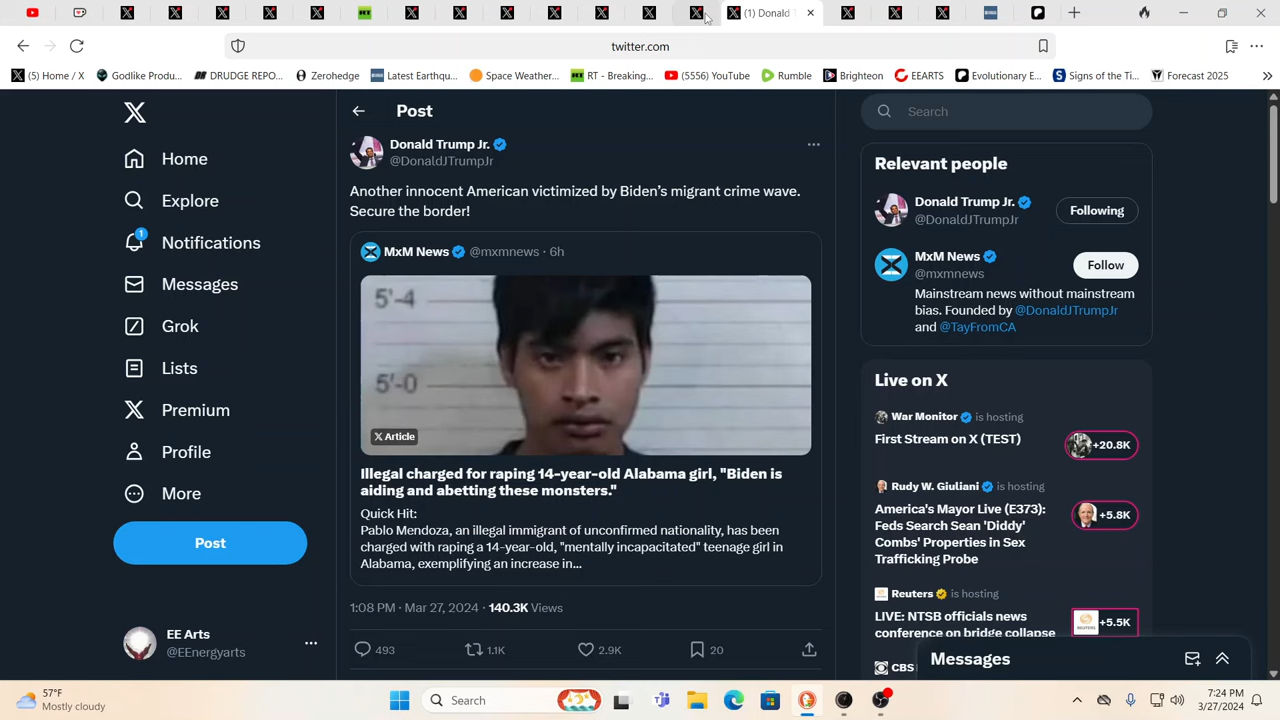 (1) Donald
twitter.com
(5) Home / X
Godlike Produ...
DRUDGE REPO...
Zerohedge
Latest Earthqu...
Space Weather...
RT - Breaking...
(5556) YouTube
Rumble
Brighteon
EEARTS
Evolutionary E...
Signs of the Ti...
Forecast 2025
Home
Explore
1
Notifications
Messages
Grok
Lists
Premium
Profile
More
Post
EE Arts
@EEnergyarts
Post
Donald Trump Jr.
@DonaldJTrumpJr
Another innocent American victimized by Biden’s migrant crime wave.
Secure the border!
MxM News @mxmnews · 6h
5'-4
5'-0
X Article
Illegal charged for raping 14-year-old Alabama girl, "Biden is
aiding and abetting these monsters."
Quick Hit:
Pablo Mendoza, an illegal immigrant of unconfirmed nationality, has been
charged with raping a 14-year-old, "mentally incapacitated" teenage girl in
Alabama, exemplifying an increase in...
1:08 PM · Mar 27, 2024 · 140.3K Views
493 1.1K 2.9K 20
Search
Relevant people
Donald Trump Jr.
@DonaldJTrumpJr
Following
MxM News
@mxmnews
Follow
Mainstream news without mainstream
bias. Founded by @DonaldJTrumpJr
and @TayFromCA
Live on X
War Monitor is hosting
First Stream on X (TEST)
+20.8K
Rudy W. Giuliani is hosting
America's Mayor Live (E373):
Feds Search Sean 'Diddy'
Combs' Properties in Sex
Trafficking Probe
+5.8K
Reuters is hosting
LIVE: NTSB officials news
conference on bridge collapse
+5.5K
CBS
Messages
57°F
Mostly cloudy
Search
7:24 PM
3/27/2024